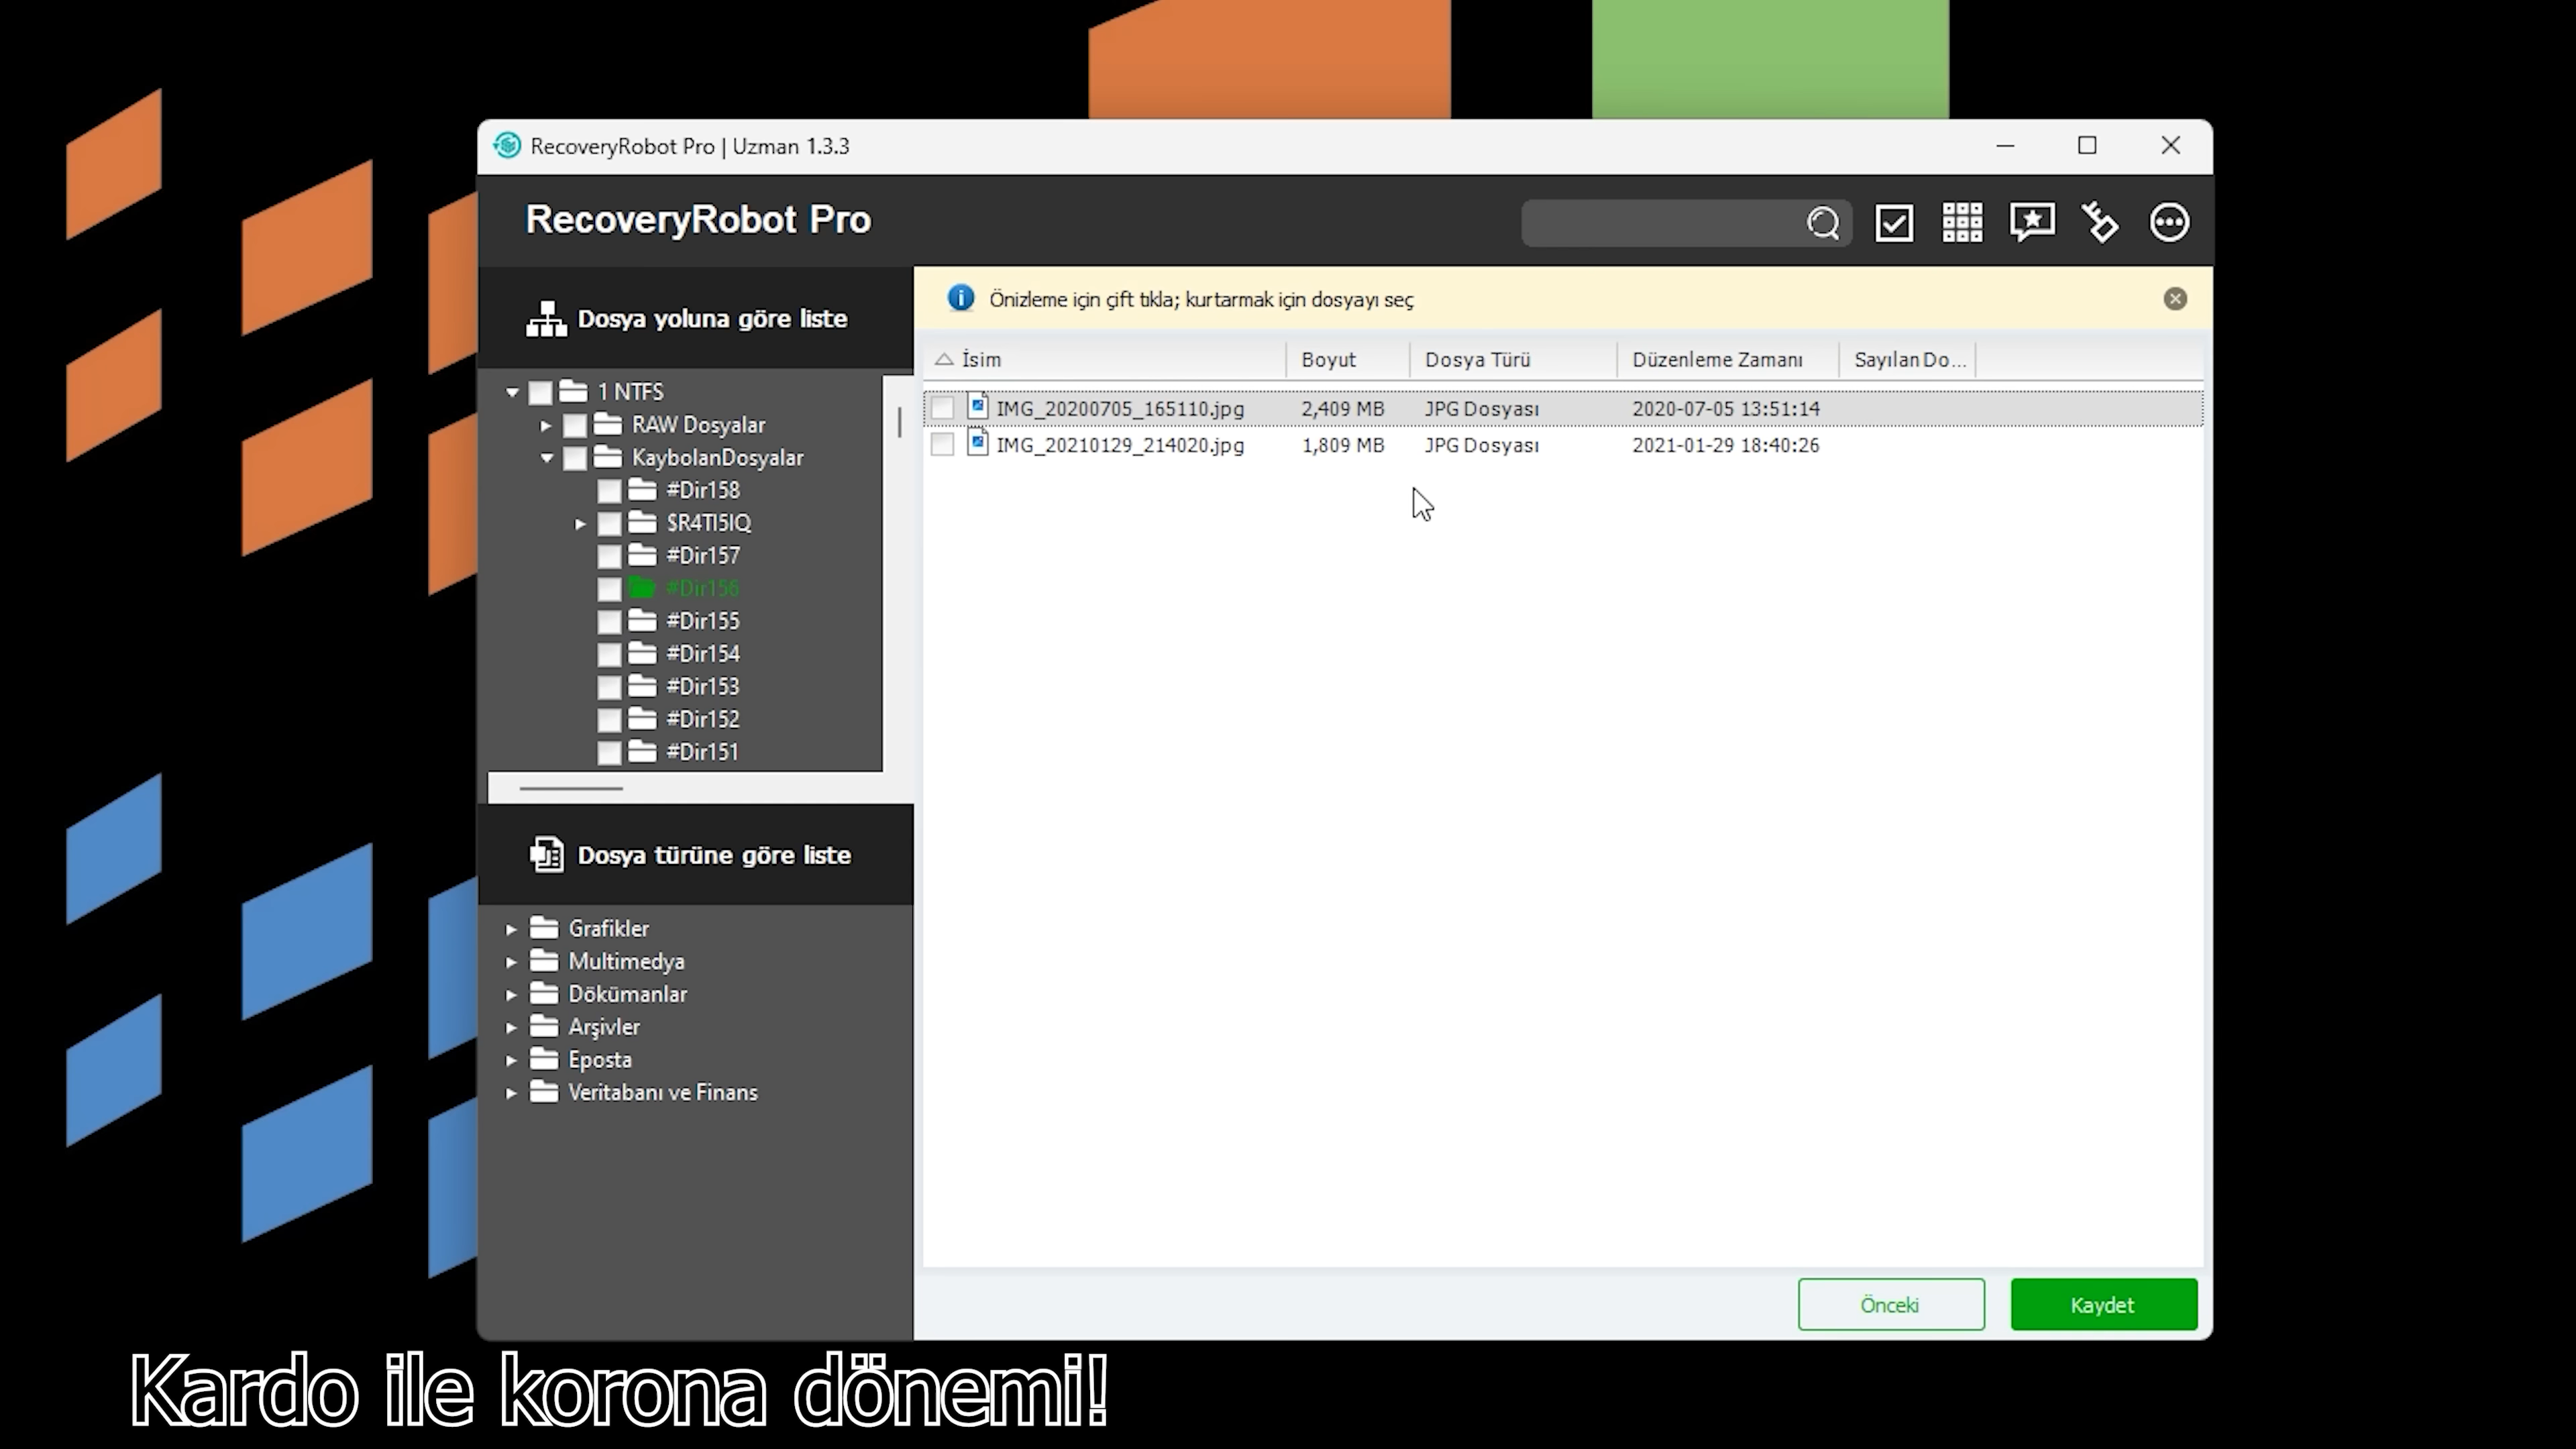 RecoveryRobot Pro | Uzman 1.3.3
RecoveryRobot Pro
Dosya yoluna göre liste
1 NTFS
RAW Dosyalar
KaybolanDosyalar
#Dir158
$R4TI5IQ
#Dir157
#Dir156
#Dir155
#Dir154
#Dir153
#Dir152
#Dir151
Dosya türüne göre liste
Grafikler
Multimedya
Dökümanlar
Arşivler
Eposta
Veritabanı ve Finans
Önizleme için çift tıkla; kurtarmak için dosyayı seç
İsim Boyut Dosya Türü Düzenleme Zamanı Sayılan Do...
IMG_20200705_165110.jpg 2,409 MB JPG Dosyası 2020-07-05 13:51:14
IMG_20210129_214020.jpg 1,809 MB JPG Dosyası 2021-01-29 18:40:26
Önceki Kaydet
Kardo ile korona dönemi!